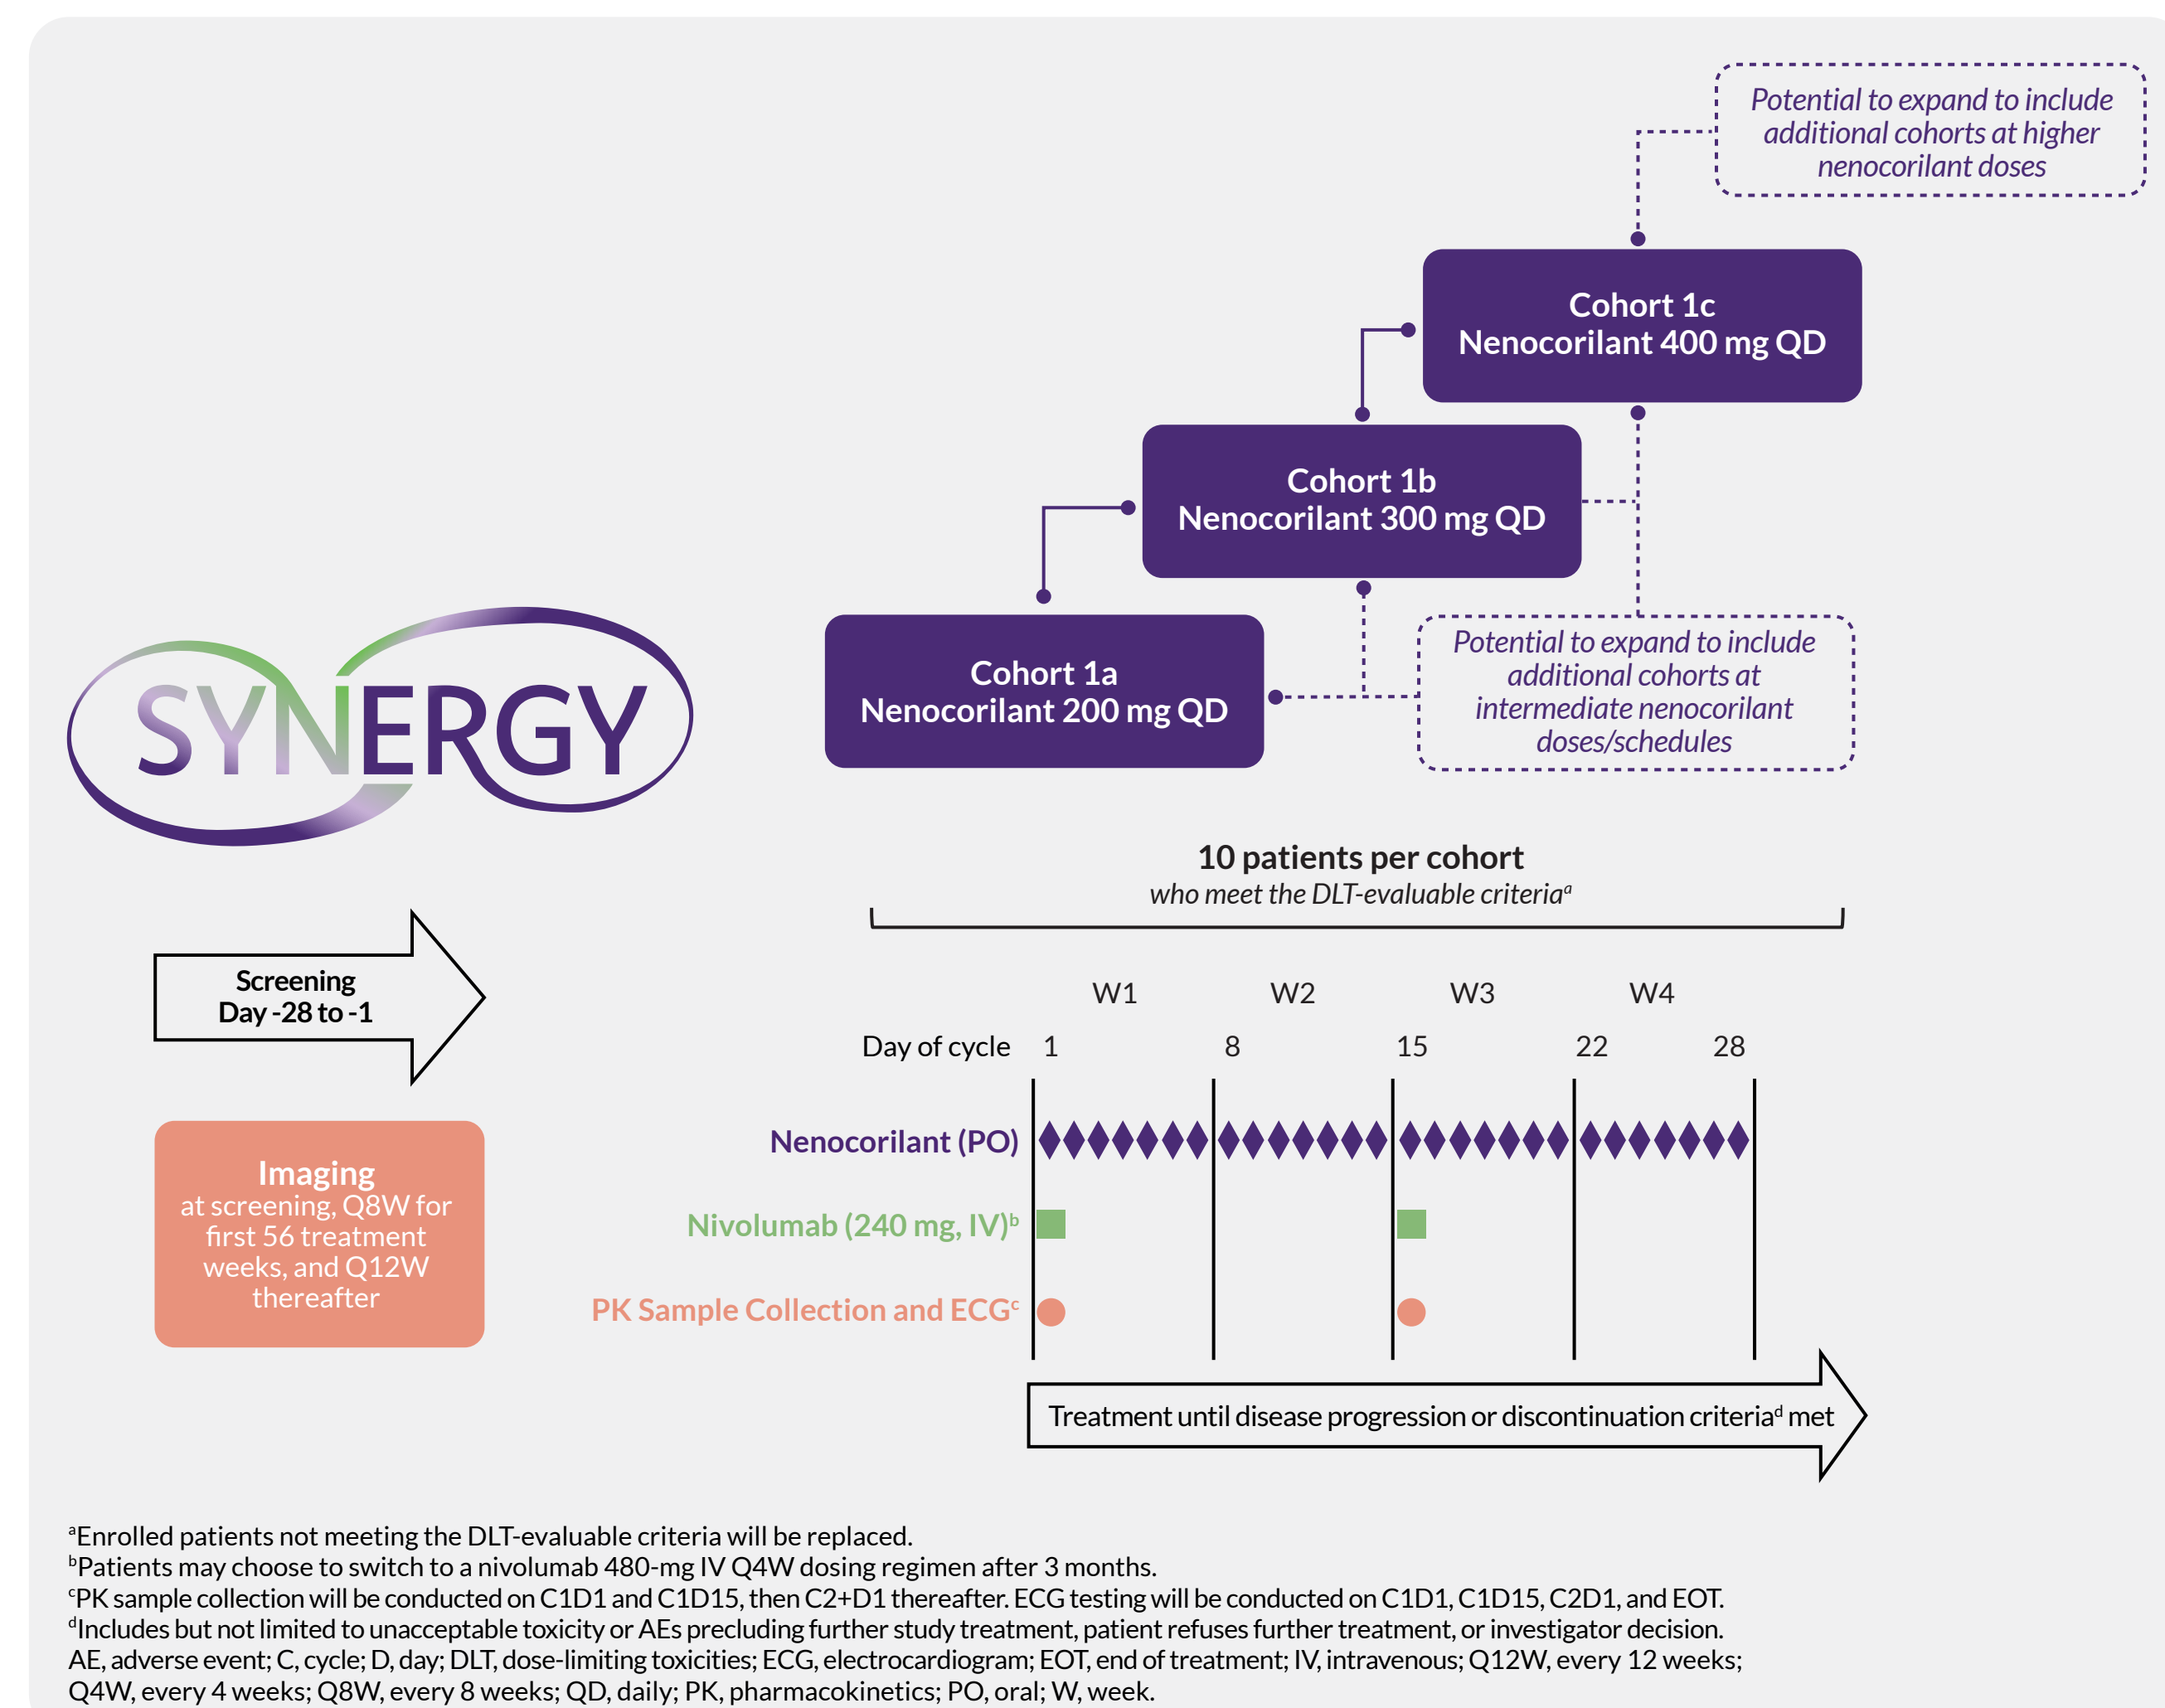 Potential to expand to include
additional cohorts at higher
nenocorilant doses
Cohort 1c
Nenocorilant 400 mg QD
Cohort 1b
Nenocorilant 300 mg QD
Cohort 1a
Nenocorilant 200 mg QD
Potential to expand to include
additional cohorts at
intermediate nenocorilant
doses/schedules
SYNERGY
10 patients per cohort
who meet the DLT-evaluable criteriaᵃ
Screening
Day -28 to -1
W1 W2 W3 W4
Day of cycle 1 8 15 22 28
Imaging
at screening, Q8W for
first 56 treatment
weeks, and Q12W
thereafter
Nenocorilant (PO)
Nivolumab (240 mg, IV)ᵇ
PK Sample Collection and ECGᶜ
Treatment until disease progression or discontinuation criteriaᵈ met
ᵃEnrolled patients not meeting the DLT-evaluable criteria will be replaced.
ᵇPatients may choose to switch to a nivolumab 480-mg IV Q4W dosing regimen after 3 months.
ᶜPK sample collection will be conducted on C1D1 and C1D15, then C2+D1 thereafter. ECG testing will be conducted on C1D1, C1D15, C2D1, and EOT.
ᵈIncludes but not limited to unacceptable toxicity or AEs precluding further study treatment, patient refuses further treatment, or investigator decision.
AE, adverse event; C, cycle; D, day; DLT, dose-limiting toxicities; ECG, electrocardiogram; EOT, end of treatment; IV, intravenous; Q12W, every 12 weeks;
Q4W, every 4 weeks; Q8W, every 8 weeks; QD, daily; PK, pharmacokinetics; PO, oral; W, week.